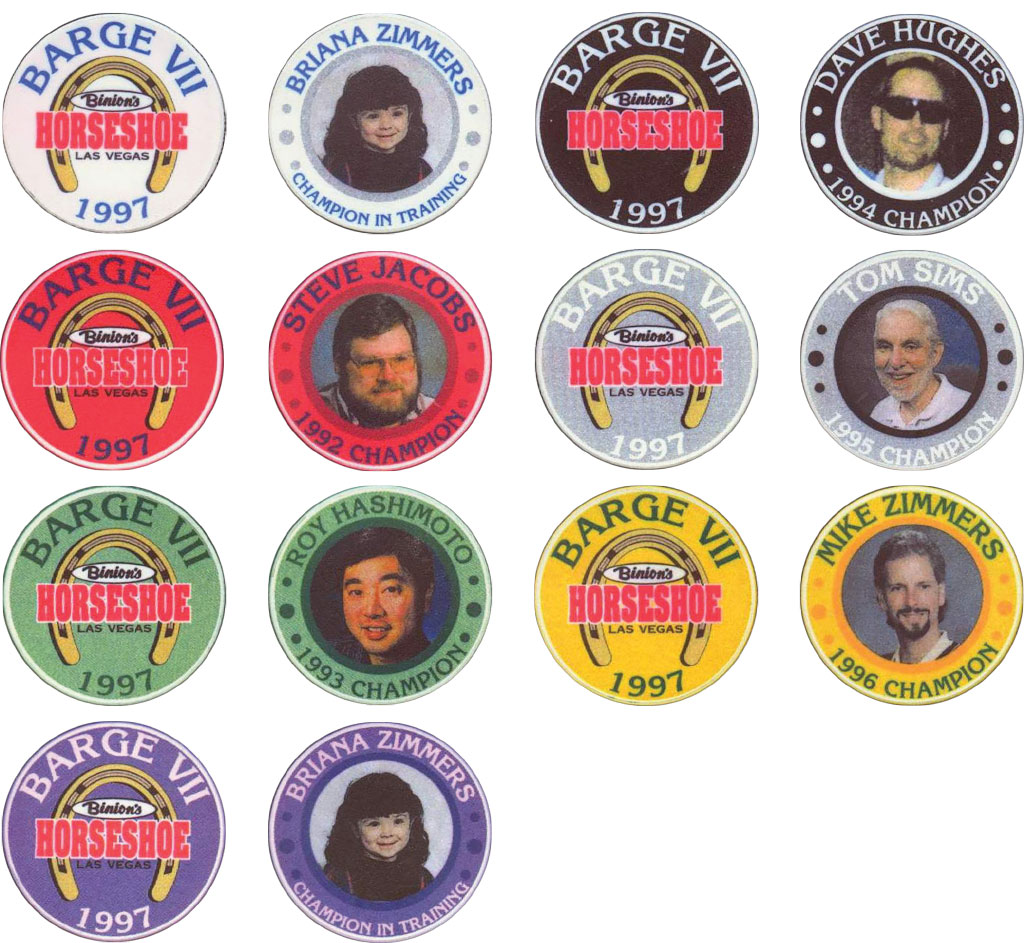 BARGE VII
Binion's
HORSESHOE
LAS VEGAS
1997
BRIANA ZIMMERS
CHAMPION IN TRAINING
BARGE VII
Binion's
HORSESHOE
1997
DAVE HUGHES
1994 CHAMPION
BARGE VII
Binion's
HORSESHOE
LAS VEGAS
1997
STEVE JACOBS
1992 CHAMPION
BARGE VII
Binion's
HORSESHOE
LAS VEGAS
1997
TOM SIMS
1995 CHAMPION
BARGE VII
Binion's
HORSESHOE
LAS VEGAS
1997
ROY HASHIMOTO
1993 CHAMPION
BARGE VII
Binion's
HORSESHOE
LAS VEGAS
1997
MIKE ZIMMERS
1996 CHAMPION
BARGE VII
Binion's
HORSESHOE
LAS VEGAS
1997
BRIANA ZIMMERS
CHAMPION IN TRAINING